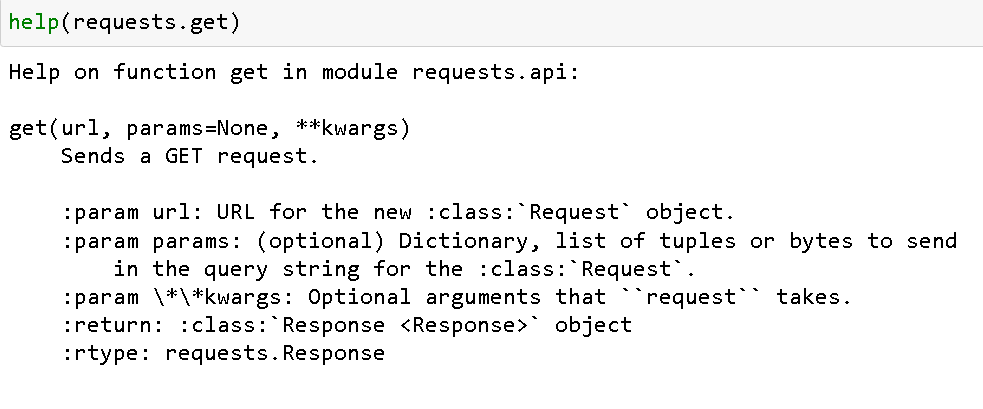 help(requests.get)
Help on function get in module requests.api:
get(url, params=None, **kwargs)
Sends a GET request.
:param url: URL for the new :class:`Request` object.
:param params: (optional) Dictionary, list of tuples or bytes to send
in the query string for the :class:`Request`.
:param \*\*kwargs: Optional arguments that ``request`` takes.
:return: :class:`Response <Response>` object
:rtype: requests.Response